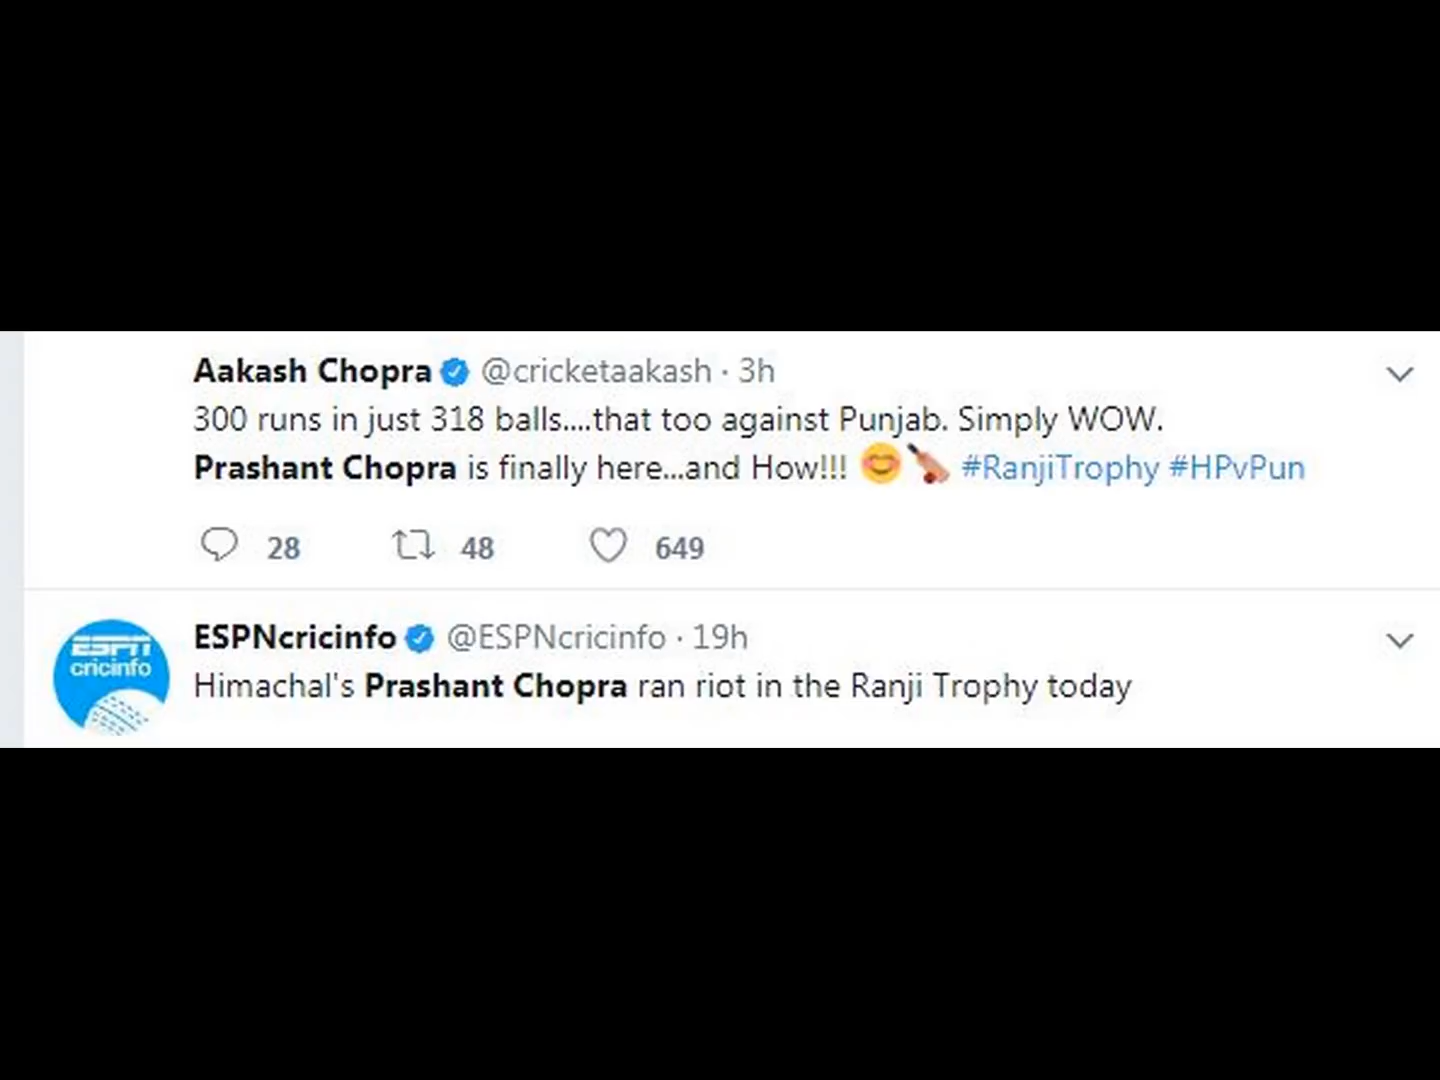 Aakash Chopra @cricketaakash · 3h
300 runs in just 318 balls....that too against Punjab. Simply WOW.
Prashant Chopra is finally here...and How!!! 😊🏏 #RanjiTrophy #HPvPun
28 48 649
ESPNcricinfo @ESPNcricinfo · 19h
ESPN
cricinfo
Himachal's Prashant Chopra ran riot in the Ranji Trophy today